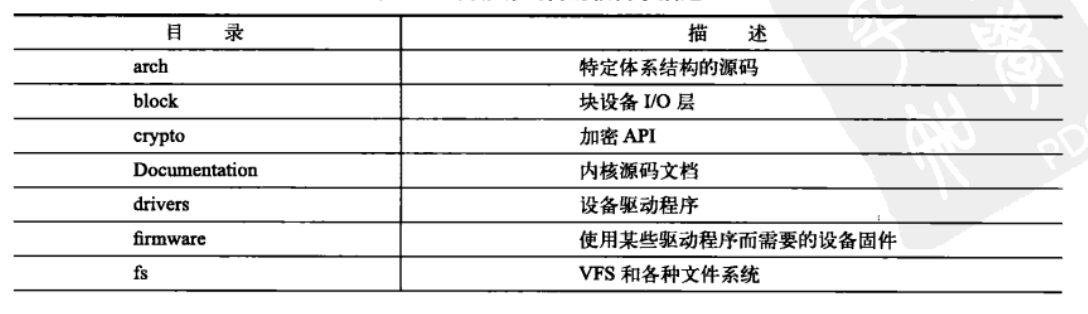 目 录 描 述
arch 特定体系结构的源码
block 块设备 I/O 层
crypto 加密 API
Documentation 内核源码文档
drivers 设备驱动程序
firmware 使用某些驱动程序而需要的设备固件
fs VFS 和各种文件系统